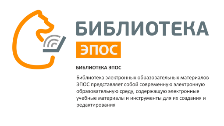 БИБЛИОТЕКА
ЭПОС
БИБЛИОТЕКА ЭПОС
Библиотека электронных образовательных материалов
ЭПОС представляет собой современную электронную
образовательную среду, содержащую электронные
учебные материалы и инструменты для их создания и
редактирования